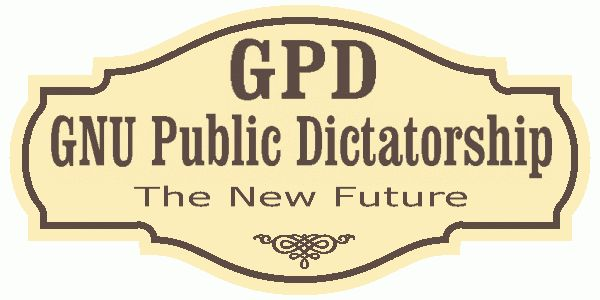 GPD
GNU Public Dictatorship
The New Future